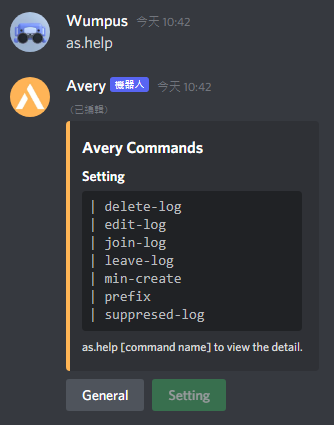 Wumpus 今天 10:42
as.help
Avery 機器人 今天 10:42
(已編輯)
Avery Commands
Setting
| delete-log
| edit-log
| join-log
| leave-log
| min-create
| prefix
| suppresed-log
as.help [command name] to view the detail.
General Setting